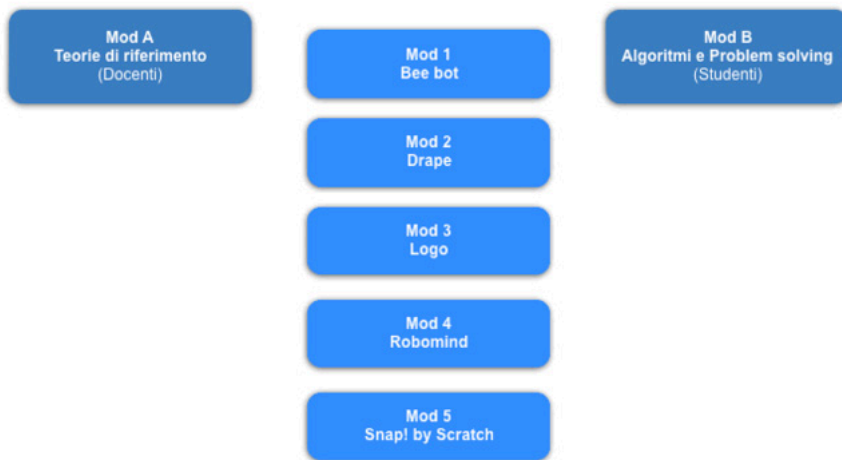 Mod A
Teorie di riferimento
(Docenti)
Mod 1
Bee bot
Mod B
Algoritmi e Problem solving
(Studenti)
Mod 2
Drape
Mod 3
Logo
Mod 4
Robomind
Mod 5
Snap! by Scratch